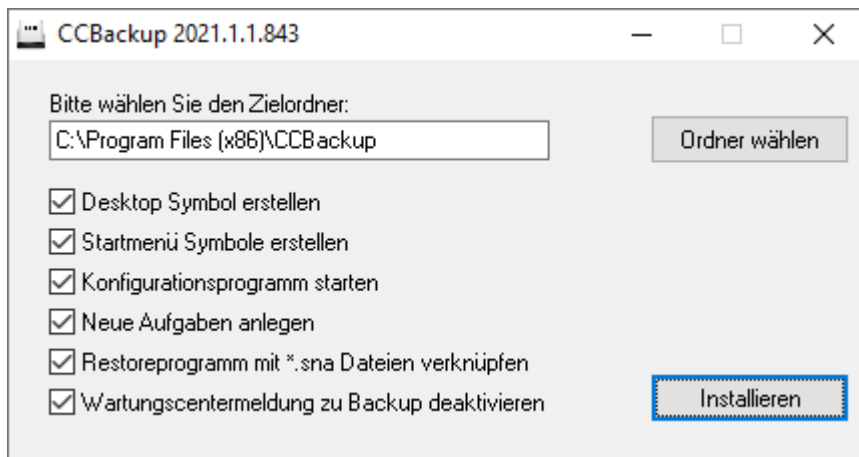 CCBackup 2021.1.1.843
Bitte wählen Sie den Zielordner:
C:\Program Files (x86)\CCBackup
Ordner wählen
Desktop Symbol erstellen
Startmenü Symbole erstellen
Konfigurationsprogramm starten
Neue Aufgaben anlegen
Restoreprogramm mit *.sna Dateien verknüpfen
Wartungscentermeldung zu Backup deaktivieren
Installieren